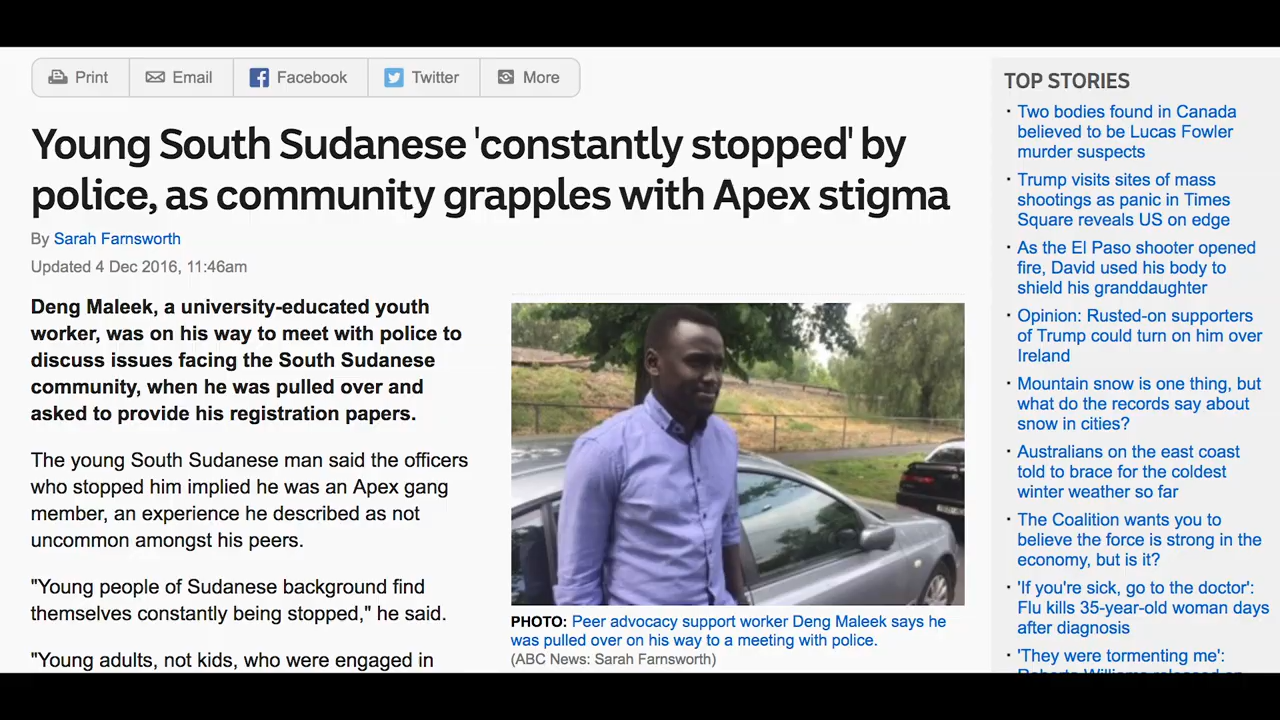 Print
Email
Facebook
Twitter
More
Young South Sudanese 'constantly stopped' by
police, as community grapples with Apex stigma
By Sarah Farnsworth
Updated 4 Dec 2016, 11:46am
Deng Maleek, a university-educated youth
worker, was on his way to meet with police to
discuss issues facing the South Sudanese
community, when he was pulled over and
asked to provide his registration papers.
The young South Sudanese man said the officers
who stopped him implied he was an Apex gang
member, an experience he described as not
uncommon amongst his peers.
"Young people of Sudanese background find
themselves constantly being stopped," he said.
"Young adults, not kids, who were engaged in
PHOTO: Peer advocacy support worker Deng Maleek says he
was pulled over on his way to a meeting with police.
(ABC News: Sarah Farnsworth)
TOP STORIES
Two bodies found in Canada
believed to be Lucas Fowler
murder suspects
Trump visits sites of mass
shootings as panic in Times
Square reveals US on edge
As the El Paso shooter opened
fire, David used his body to
shield his granddaughter
Opinion: Rusted-on supporters
of Trump could turn on him over
Ireland
Mountain snow is one thing, but
what do the records say about
snow in cities?
Australians on the east coast
told to brace for the coldest
winter weather so far
The Coalition wants you to
believe the force is strong in the
economy, but is it?
'If you're sick, go to the doctor':
Flu kills 35-year-old woman days
after diagnosis
'They were tormenting me':